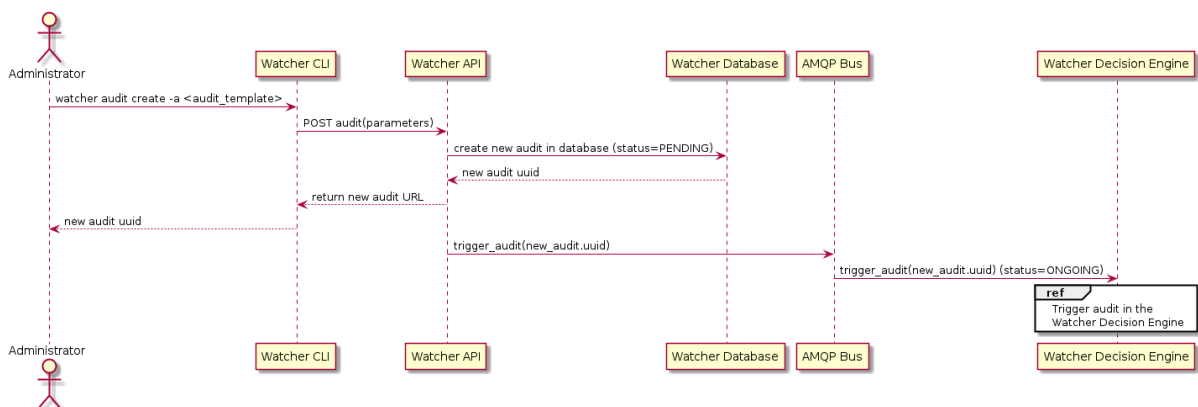 Administrator
Watcher CLI
Watcher API
Watcher Database
AMQP Bus
Watcher Decision Engine
watcher audit create -a <audit_template>
POST audit(parameters)
create new audit in database (status=PENDING)
new audit uuid
return new audit URL
new audit uuid
trigger_audit(new_audit.uuid)
trigger_audit(new_audit.uuid) (status=ONGOING)
ref
Trigger audit in the
Watcher Decision Engine
Administrator
Watcher CLI
Watcher API
Watcher Database
AMQP Bus
Watcher Decision Engine